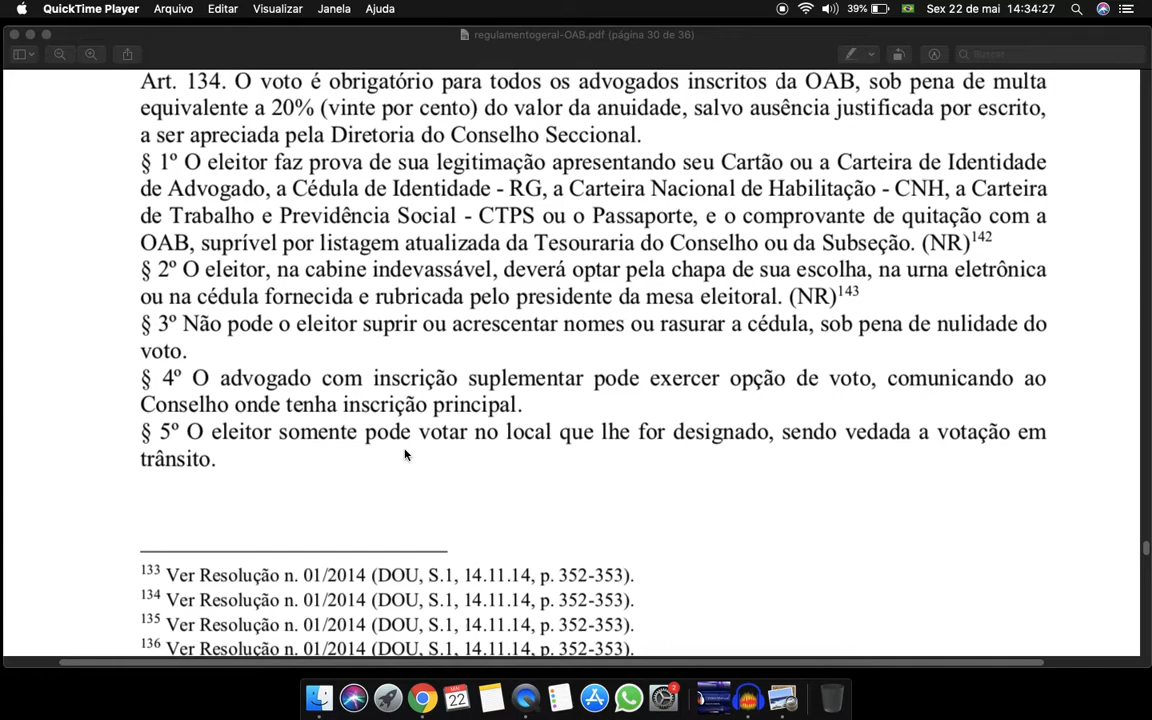 QuickTime Player Arquivo Editar Visualizar Janela Ajuda 39% Sex 22 de mai 14:34:27
regulamentogeral-OAB.pdf (página 30 de 36)
Buscar
Art. 134. O voto é obrigatório para todos os advogados inscritos da OAB, sob pena de multa
equivalente a 20% (vinte por cento) do valor da anuidade, salvo ausência justificada por escrito,
a ser apreciada pela Diretoria do Conselho Seccional.
§ 1º O eleitor faz prova de sua legitimação apresentando seu Cartão ou a Carteira de Identidade
de Advogado, a Cédula de Identidade - RG, a Carteira Nacional de Habilitação - CNH, a Carteira
de Trabalho e Previdência Social - CTPS ou o Passaporte, e o comprovante de quitação com a
OAB, suprível por listagem atualizada da Tesouraria do Conselho ou da Subseção. (NR)142
§ 2º O eleitor, na cabine indevassável, deverá optar pela chapa de sua escolha, na urna eletrônica
ou na cédula fornecida e rubricada pelo presidente da mesa eleitoral. (NR)143
§ 3º Não pode o eleitor suprir ou acrescentar nomes ou rasurar a cédula, sob pena de nulidade do
voto.
§ 4º O advogado com inscrição suplementar pode exercer opção de voto, comunicando ao
Conselho onde tenha inscrição principal.
§ 5º O eleitor somente pode votar no local que lhe for designado, sendo vedada a votação em
trânsito.
133 Ver Resolução n. 01/2014 (DOU, S.1, 14.11.14, p. 352-353).
134 Ver Resolução n. 01/2014 (DOU, S.1, 14.11.14, p. 352-353).
135 Ver Resolução n. 01/2014 (DOU, S.1, 14.11.14, p. 352-353).
136 Ver Resolução n. 01/2014 (DOU, S.1, 14.11.14, p. 352-353).
MAI
22
2